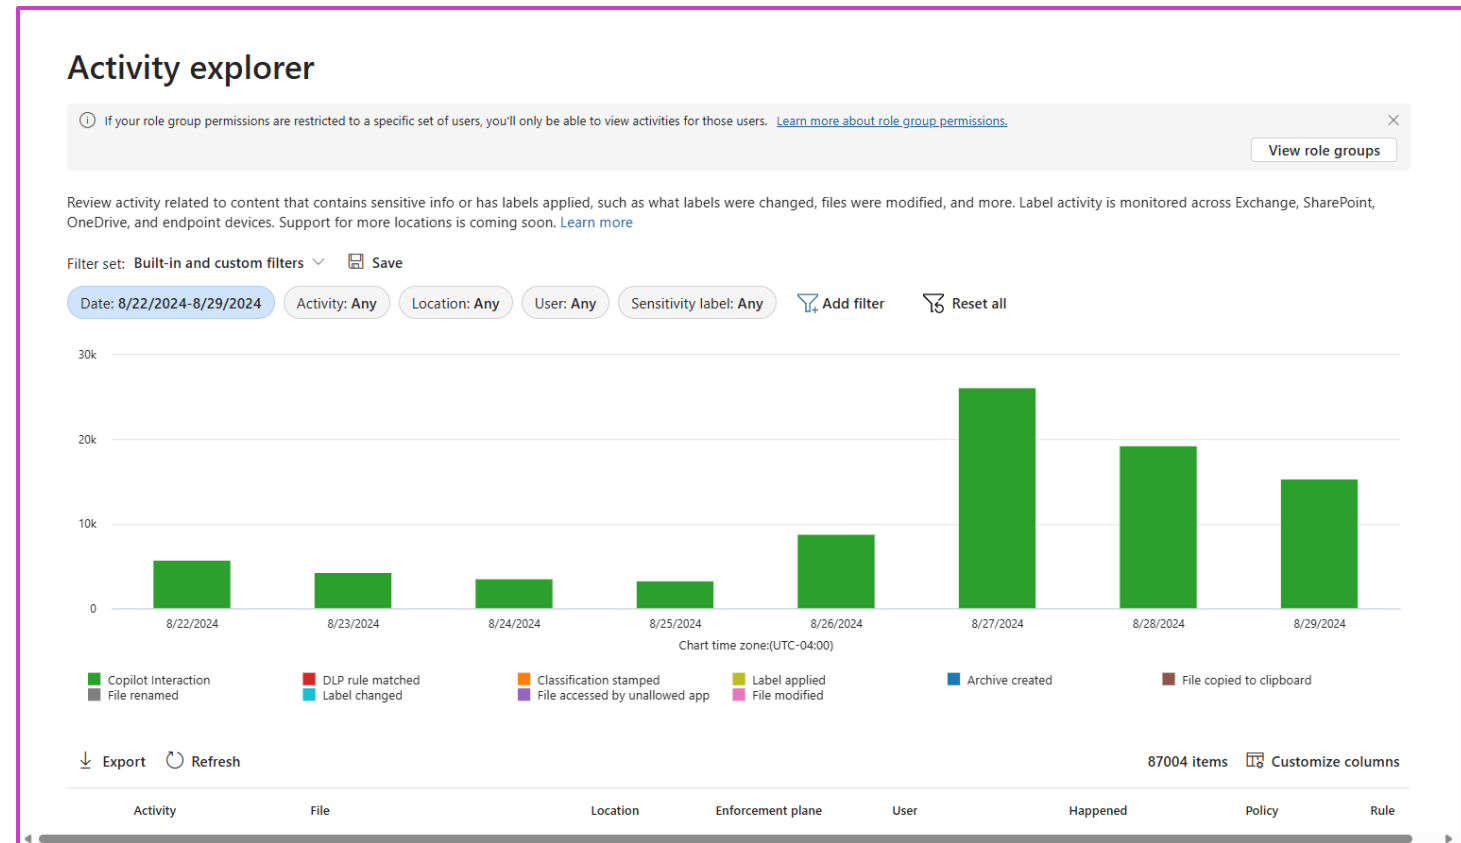 Activity explorer
If your role group permissions are restricted to a specific set of users, you'll only be able to view activities for those users. Learn more about role group permissions.
View role groups
Review activity related to content that contains sensitive info or has labels applied, such as what labels were changed, files were modified, and more. Label activity is monitored across Exchange, SharePoint,
OneDrive, and endpoint devices. Support for more locations is coming soon. Learn more
Filter set: Built-in and custom filters Save
Date: 8/22/2024-8/29/2024 Activity: Any Location: Any User: Any Sensitivity label: Any Add filter Reset all
30k
20k
10k
0
8/22/2024 8/23/2024 8/24/2024 8/25/2024 8/26/2024 8/27/2024 8/28/2024 8/29/2024
Chart time zone:(UTC-04:00)
Copilot Interaction DLP rule matched Classification stamped Label applied Archive created File copied to clipboard
File renamed Label changed File accessed by unallowed app File modified
Export Refresh 87004 items Customize columns
Activity File Location Enforcement plane User Happened Policy Rule